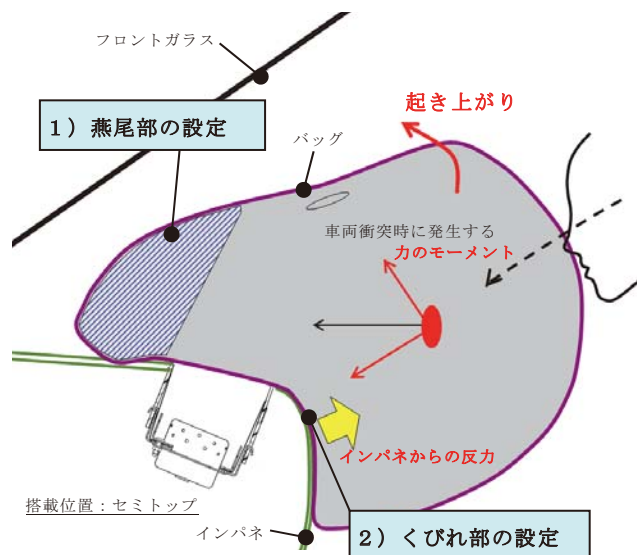 フロントガラス
起き上がり
1）燕尾部の設定
バッグ
車両衝突時に発生する
力のモーメント
インパネからの反力
搭載位置：セミトップ
インパネ
2）くびれ部の設定